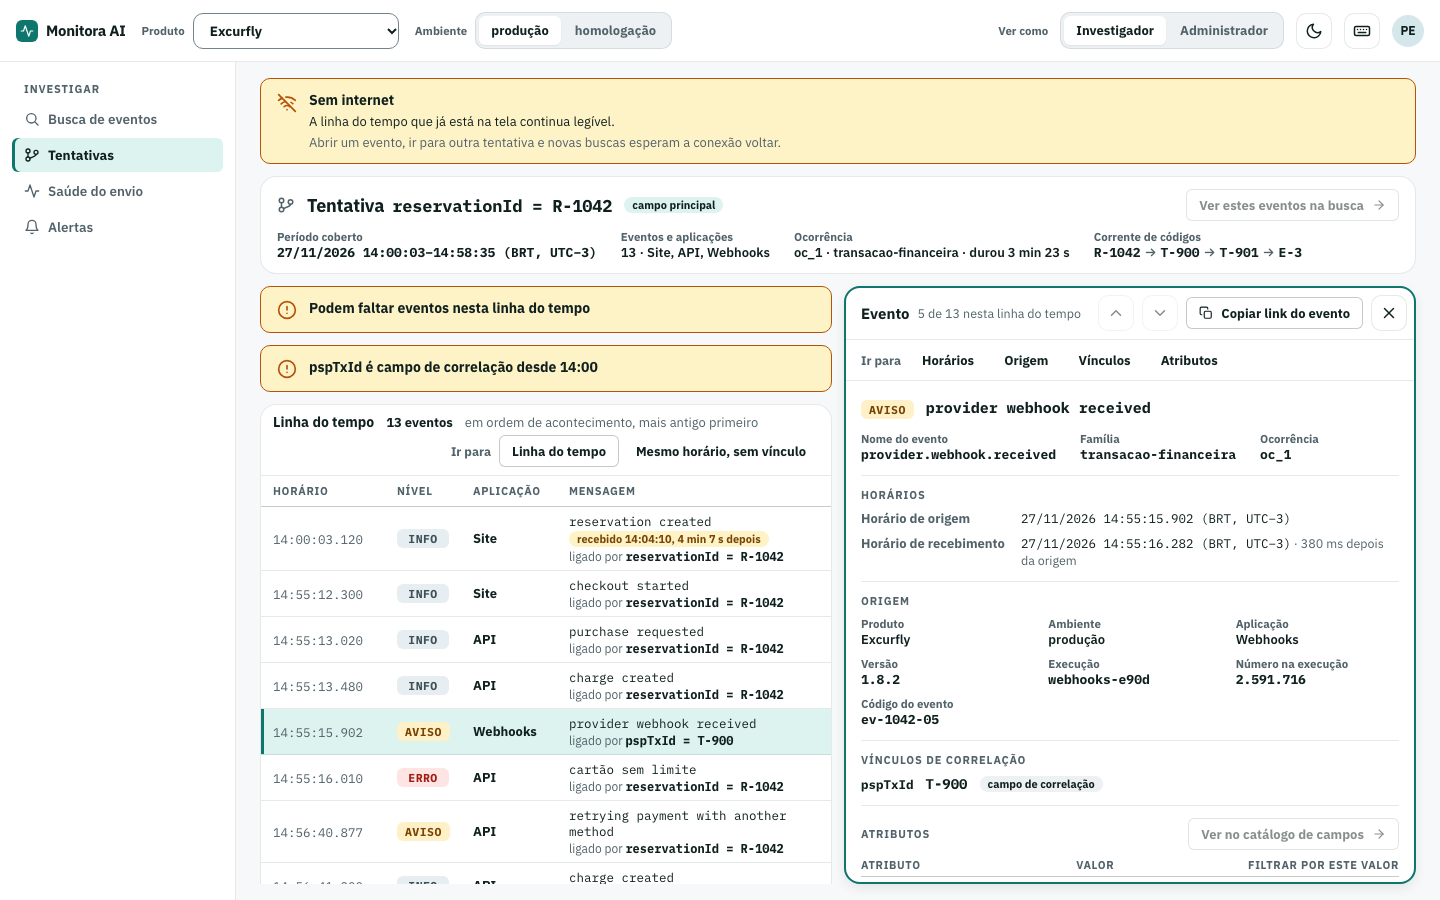 Monitora AI
Produto
Excurfly
Ambiente
produção
homologação
Ver como
Investigador
Administrador
PE
INVESTIGAR
Busca de eventos
Tentativas
Saúde do envio
Alertas
Sem internet
A linha do tempo que já está na tela continua legível.
Abrir um evento, ir para outra tentativa e novas buscas esperam a conexão voltar.
Tentativa reservationId = R-1042
campo principal
Ver estes eventos na busca →
Período coberto
27/11/2026 14:00:03–14:58:35 (BRT, UTC−3)
Eventos e aplicações
13 · Site, API, Webhooks
Ocorrência
oc_1 · transacao-financeira · durou 3 min 23 s
Corrente de códigos
R-1042 → T-900 → T-901 → E-3
Podem faltar eventos nesta linha do tempo
pspTxId é campo de correlação desde 14:00
Linha do tempo 13 eventos em ordem de acontecimento, mais antigo primeiro
Ir para Linha do tempo Mesmo horário, sem vínculo
HORÁRIO NÍVEL APLICAÇÃO MENSAGEM
14:00:03.120 INFO Site reservation created
recebido 14:04:10, 4 min 7 s depois
ligado por reservationId = R-1042
14:55:12.300 INFO Site checkout started
ligado por reservationId = R-1042
14:55:13.020 INFO API purchase requested
ligado por reservationId = R-1042
14:55:13.480 INFO API charge created
ligado por reservationId = R-1042
14:55:15.902 AVISO Webhooks provider webhook received
ligado por pspTxId = T-900
14:55:16.010 ERRO API cartão sem limite
ligado por reservationId = R-1042
14:56:40.877 AVISO API retrying payment with another
method
ligado por reservationId = R-1042
charge created
Evento 5 de 13 nesta linha do tempo
Copiar link do evento
Ir para Horários Origem Vínculos Atributos
AVISO provider webhook received
Nome do evento
provider.webhook.received
Família
transacao-financeira
Ocorrência
oc_1
HORÁRIOS
Horário de origem 27/11/2026 14:55:15.902 (BRT, UTC−3)
Horário de recebimento 27/11/2026 14:55:16.282 (BRT, UTC−3) · 380 ms depois
da origem
ORIGEM
Produto
Excurfly
Ambiente
produção
Aplicação
Webhooks
Versão
1.8.2
Execução
webhooks-e90d
Número na execução
2.591.716
Código do evento
ev-1042-05
VÍNCULOS DE CORRELAÇÃO
pspTxId T-900 campo de correlação
ATRIBUTOS
Ver no catálogo de campos →
ATRIBUTO VALOR FILTRAR POR ESTE VALOR